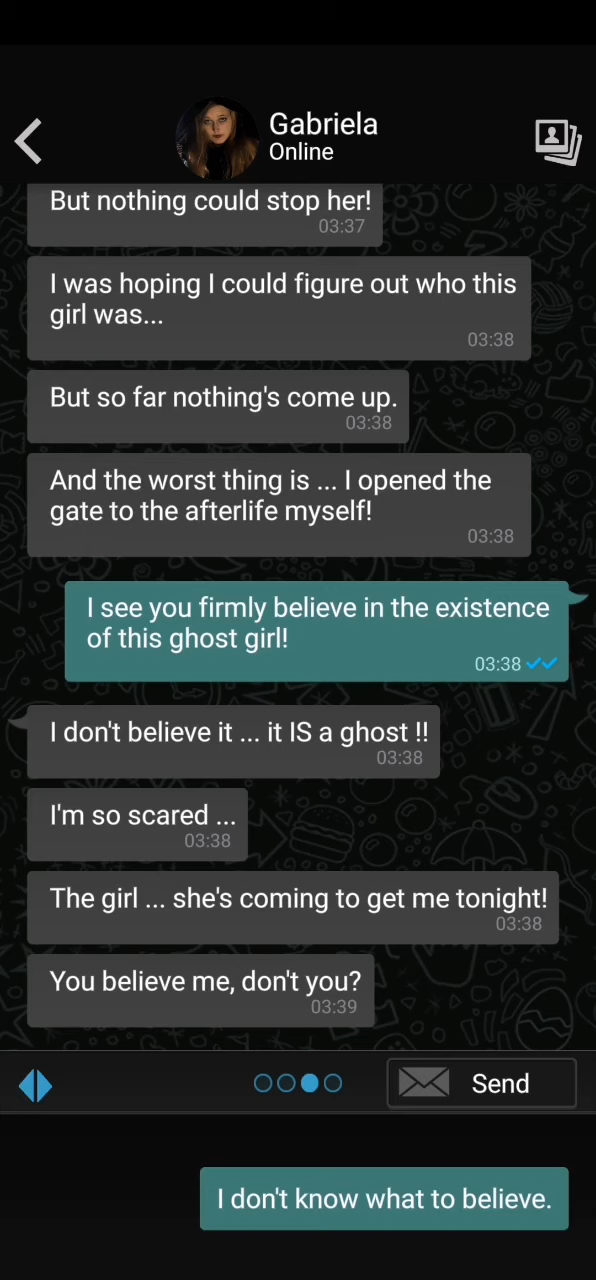 Gabriela
Online
But nothing could stop her!
03:37
I was hoping I could figure out who this
girl was...
03:38
But so far nothing's come up.
03:38
And the worst thing is ... I opened the
gate to the afterlife myself!
03:38
I see you firmly believe in the existence
of this ghost girl!
03:38
I don't believe it ... it IS a ghost !!
03:38
I'm so scared ...
03:38
The girl ... she's coming to get me tonight!
03:38
You believe me, don't you?
03:39
Send
I don't know what to believe.